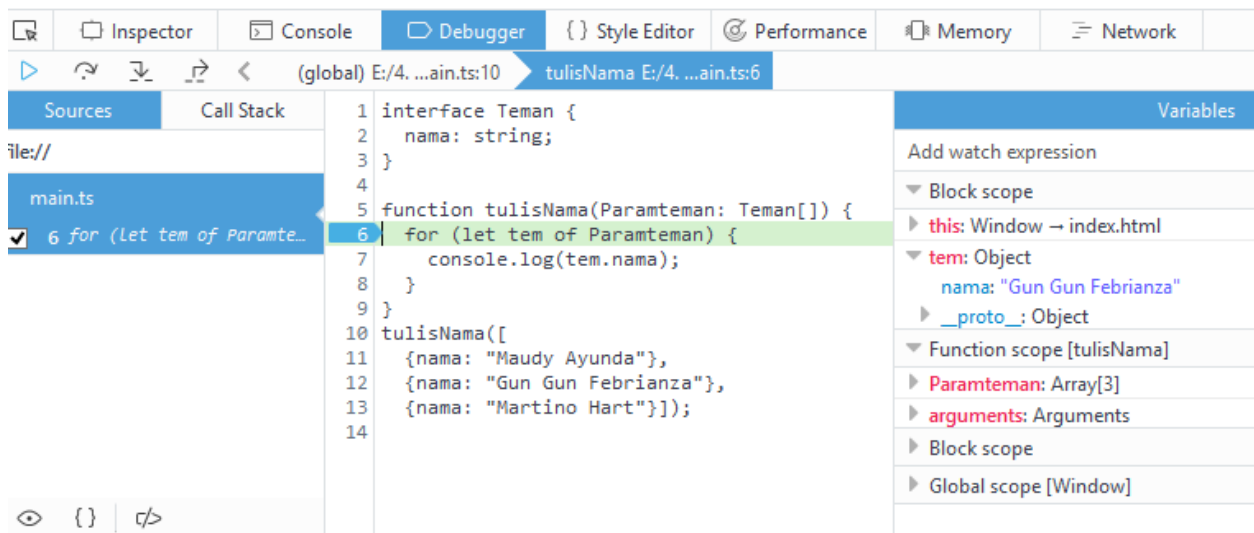 Inspector Console Debugger { } Style Editor Performance Memory Network
(global) E:/4. ...ain.ts:10 tulisNama E:/4. ...ain.ts:6
Sources Call Stack
file://
main.ts
6 for (let tem of Paramte...
1 interface Teman {
2   nama: string;
3 }
4
5 function tulisNama(Paramteman: Teman[]) {
6   for (let tem of Paramteman) {
7     console.log(tem.nama);
8   }
9 }
10 tulisNama([
11   {nama: "Maudy Ayunda"},
12   {nama: "Gun Gun Febrianza"},
13   {nama: "Martino Hart"}]);
14
Variables
Add watch expression
Block scope
this: Window → index.html
tem: Object
nama: "Gun Gun Febrianza"
__proto__: Object
Function scope [tulisNama]
Paramteman: Array[3]
arguments: Arguments
Block scope
Global scope [Window]
{ }